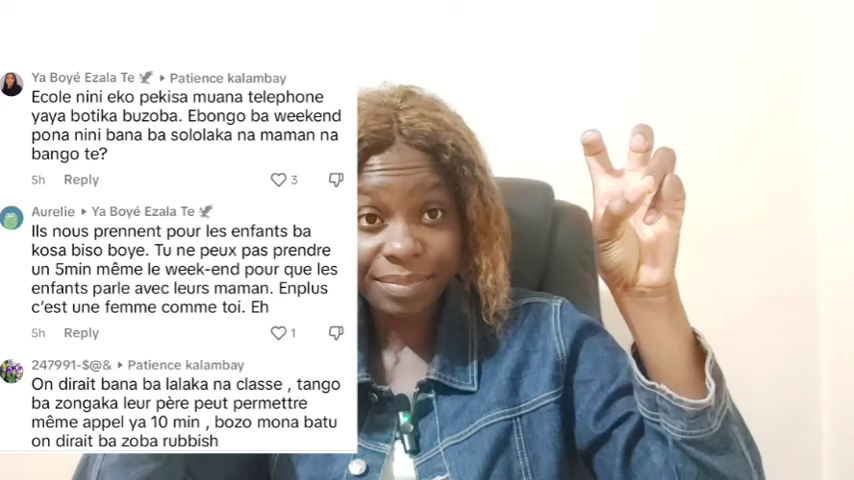 Ya Boyé Ezala Te 🕊 ▸ Patience kalambay
Ecole nini eko pekisa muana telephone
yaya botika buzoba. Ebongo ba weekend
pona nini bana ba sololaka na maman na
bango te?
5h Reply 3
Aurelie ▸ Ya Boyé Ezala Te 🕊
Ils nous prennent pour les enfants ba
kosa biso boye. Tu ne peux pas prendre
un 5min même le week-end pour que les
enfants parle avec leurs maman. Enplus
c'est une femme comme toi. Eh
5h Reply 1
247991-$@& ▸ Patience kalambay
On dirait bana ba lalaka na classe , tango
ba zongaka leur père peut permettre
même appel ya 10 min , bozo mona batu
on dirait ba zoba rubbish